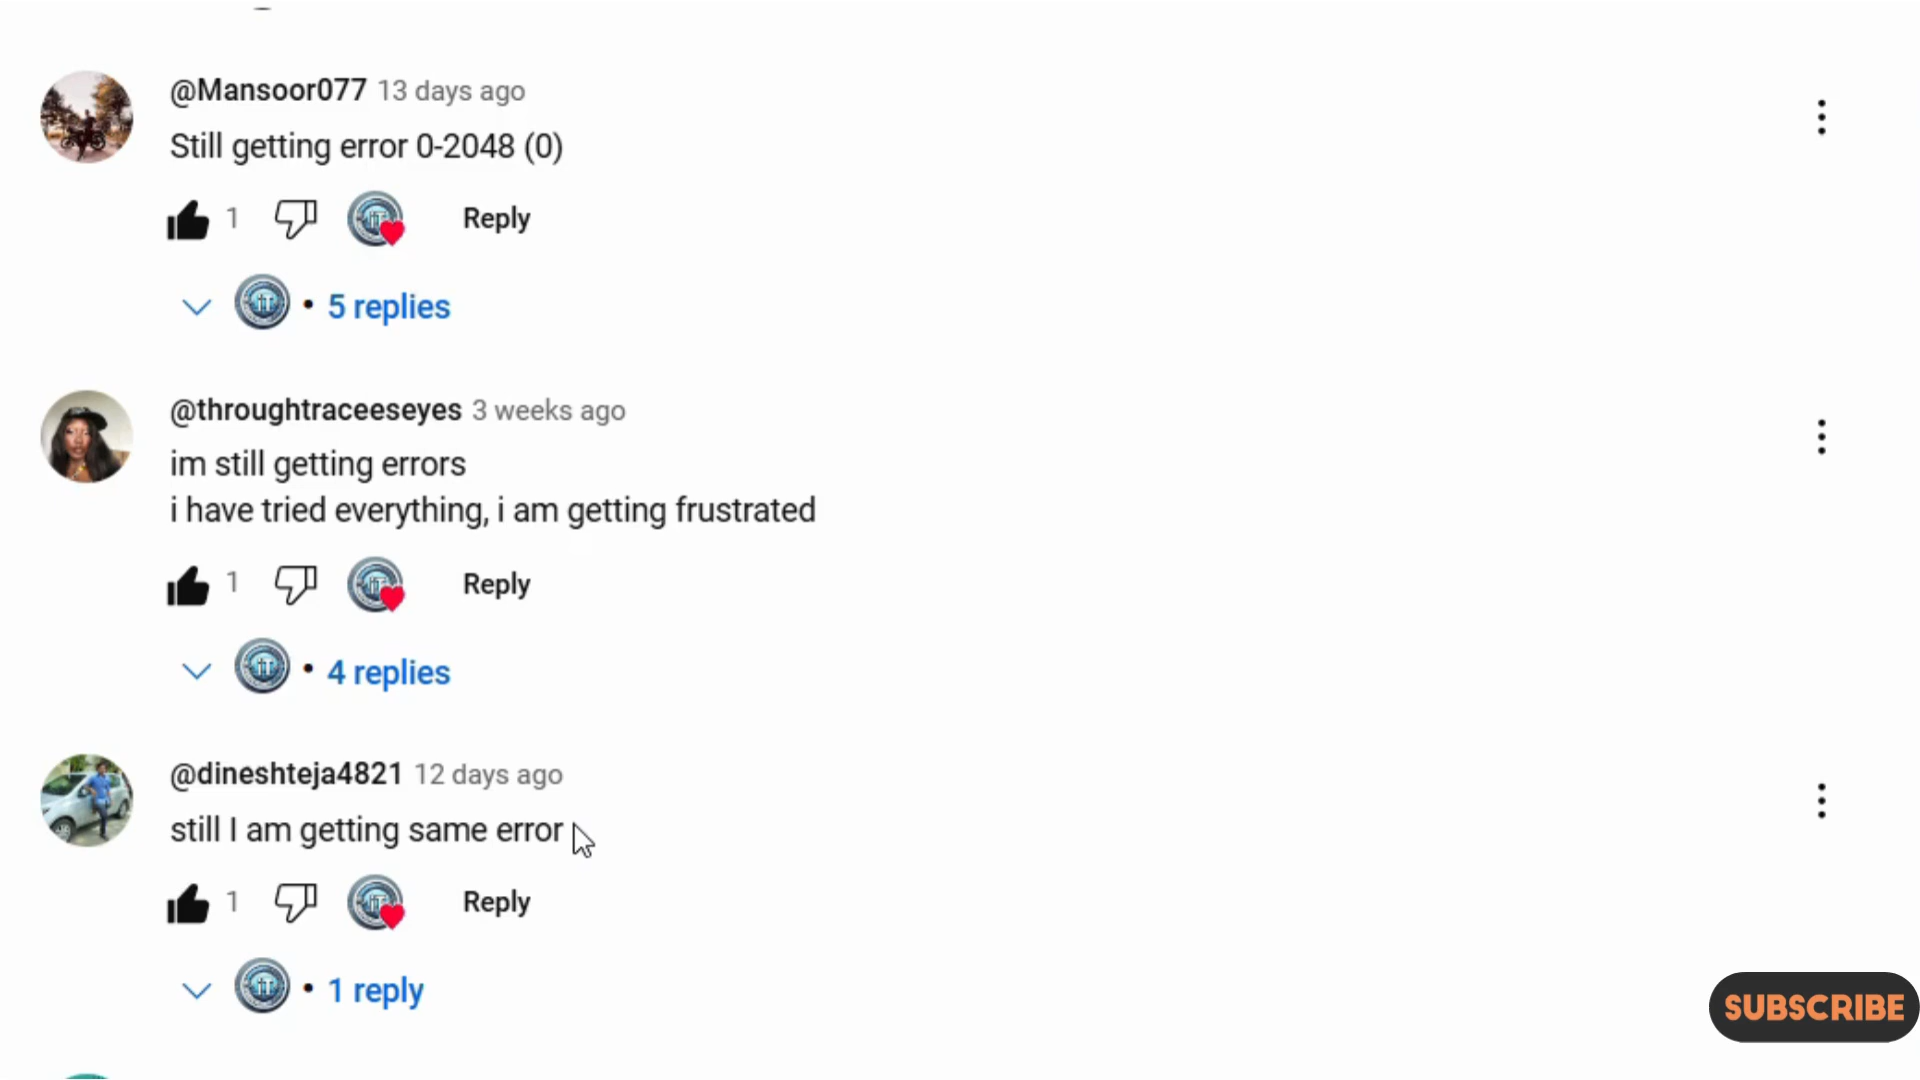 @Mansoor077 13 days ago
Still getting error 0-2048 (0)
1 Reply
5 replies
@throughtraceeseyes 3 weeks ago
im still getting errors
i have tried everything, i am getting frustrated
1 Reply
4 replies
@dineshteja4821 12 days ago
still I am getting same error
1 Reply
1 reply
SUBSCRIBE